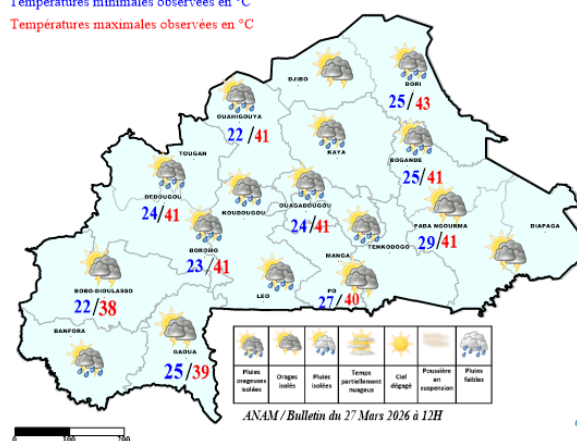 Températures minimales observées en °C
Températures maximales observées en °C
DJIBO
DORI
25/43
OUAHIGOUYA
22/41
KAYA
BOGANDE
25/41
TOUGAN
DEDOUGOU
24/41
KOUDOUGOU
OUAGADOUGOU
24/41
FADA NGOURMA
29/41
DIAPAGA
BOROMO
23/41
TENKODOGO
MANGA
PO
27/40
LEO
BOBO-DIOULASSO
22/38
BANFORA
GAOUA
25/39
Pluies orageuses isolées
Orages isolés
Pluies isolées
Temps partiellement nuageux
Ciel dégagé
Poussière en suspension
Pluies faibles
ANAM / Bulletin du 27 Mars 2026 à 12H
0 100 200